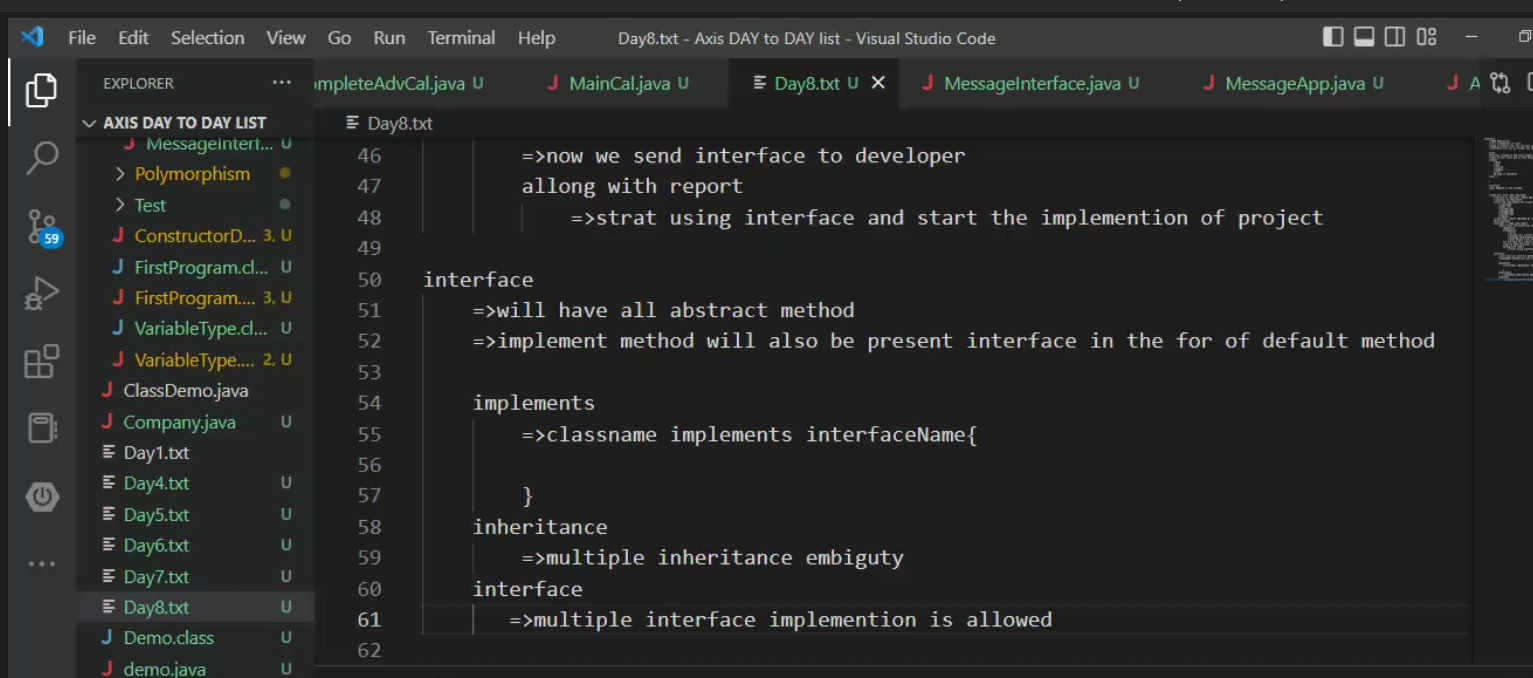 File Edit Selection View Go Run Terminal Help Day8.txt - Axis DAY to DAY list - Visual Studio Code
EXPLORER
ompleteAdvCal.java U MainCal.java U Day8.txt U MessageInterface.java U MessageApp.java U A
AXIS DAY TO DAY LIST
Day8.txt
MessageInterf... U
Polymorphism
Test
59
ConstructorD... 3, U
FirstProgram.cl... U
FirstProgram.... 3, U
VariableType.cl... U
VariableType.... 2, U
ClassDemo.java
Company.java U
Day1.txt
Day4.txt U
Day5.txt U
Day6.txt U
Day7.txt U
Day8.txt U
Demo.class U
demo.java U
46 =>now we send interface to developer
47 allong with report
48 =>strat using interface and start the implemention of project
49
50 interface
51 =>will have all abstract method
52 =>implement method will also be present interface in the for of default method
53
54 implements
55 =>classname implements interfaceName{
56
57 }
58 inheritance
59 =>multiple inheritance embiguty
60 interface
61 =>multiple interface implemention is allowed
62